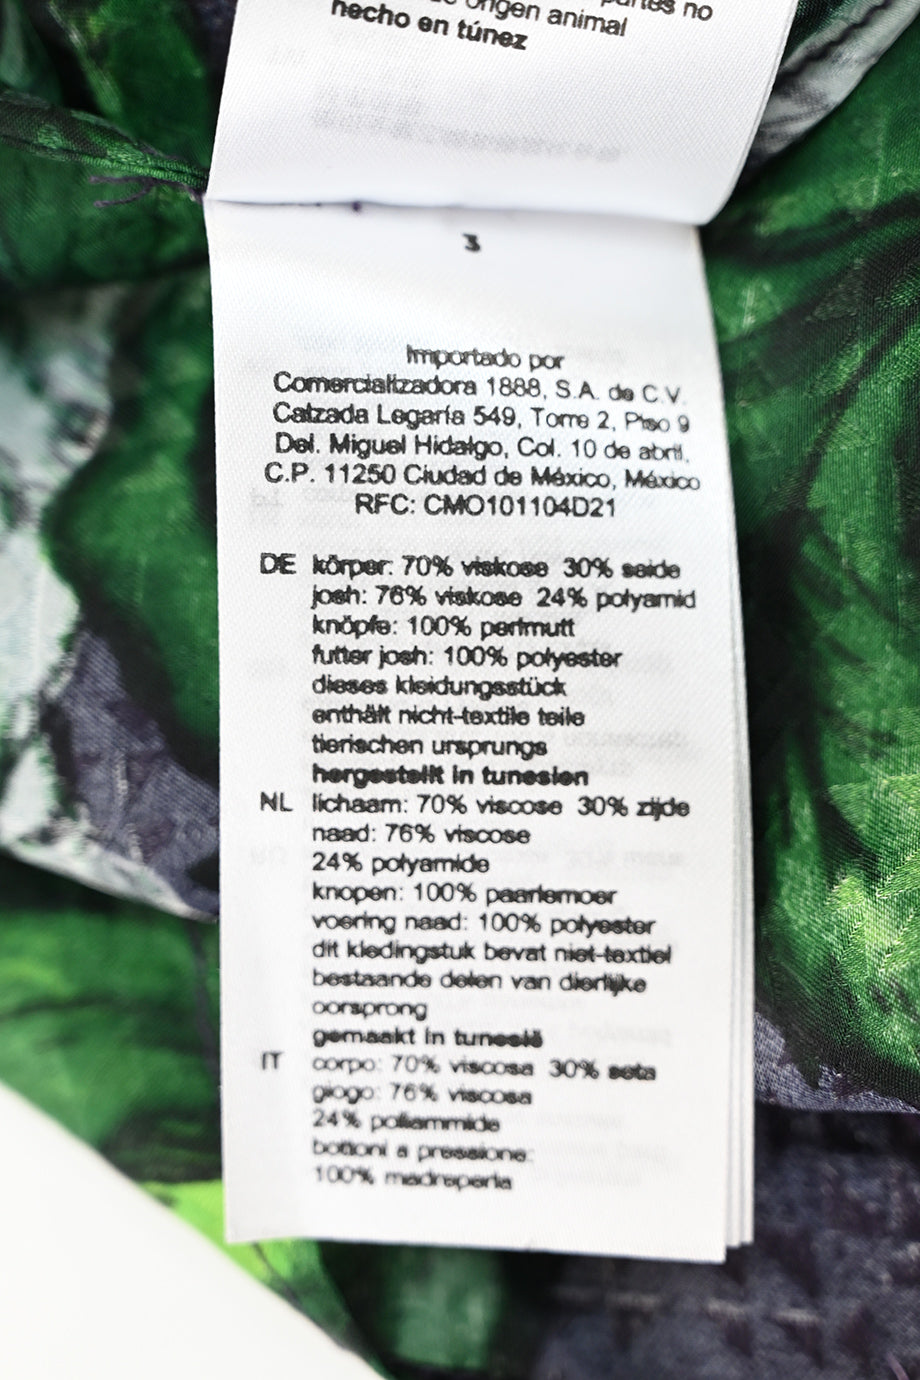 partes no
de origen animal
hecho en túnez
3
Importado por
Comercializadora 1888, S.A. de C.V.
Calzada Legaria 549, Torre 2, Piso 9
Del. Miguel Hidalgo, Col. 10 de abril,
C.P. 11250 Ciudad de México, México
RFC: CMO101104D21
DE körper: 70% viskose 30% seide
josh: 76% viskose 24% polyamid
knöpfe: 100% perlmutt
futter josh: 100% polyester
dieses kleidungsstück
enthält nicht-textile teile
tierischen ursprungs
hergestellt in tunesien
NL lichaam: 70% viscose 30% zijde
naad: 76% viscose
24% polyamide
knopen: 100% paarlemoer
voering naad: 100% polyester
dit kledingstuk bevat niet-textiel
bestaande delen van dierlijke
oorsprong
gemaakt in tunesië
IT corpo: 70% viscosa 30% seta
giogo: 76% viscosa
24% poliammide
bottoni a pressione:
100% madreperla